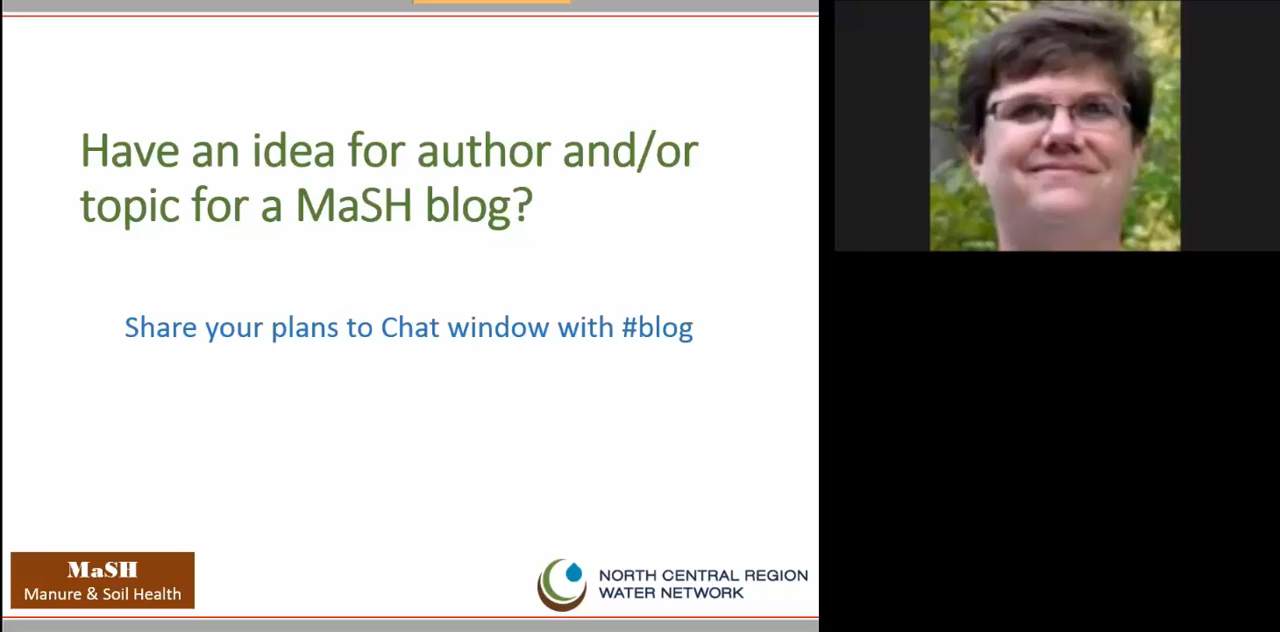 Have an idea for author and/or
topic for a MaSH blog?
Share your plans to Chat window with #blog
MaSH
Manure & Soil Health
NORTH CENTRAL REGION
WATER NETWORK